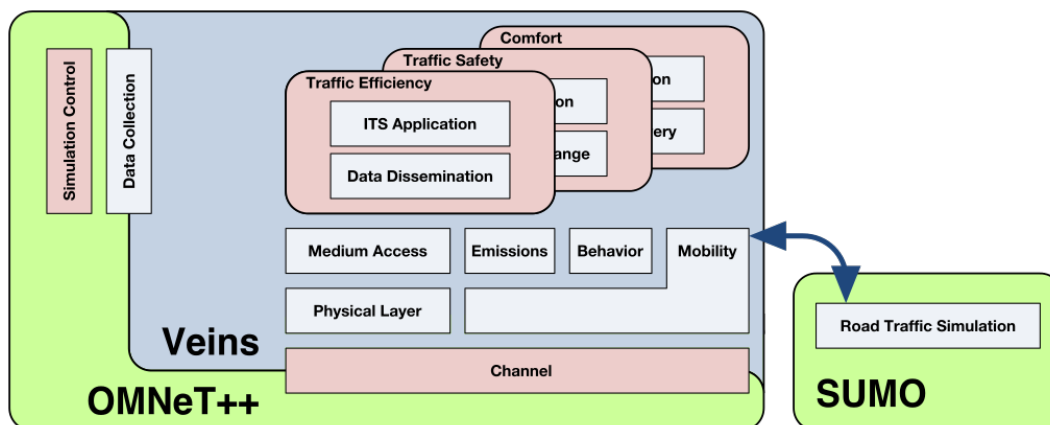 Simulation Control
Data Collection
Comfort
Traffic Safety
Traffic Efficiency
ITS Application
Data Dissemination
on
ange
on
ery
Medium Access
Emissions
Behavior
Mobility
Physical Layer
Channel
Veins
OMNeT++
Road Traffic Simulation
SUMO